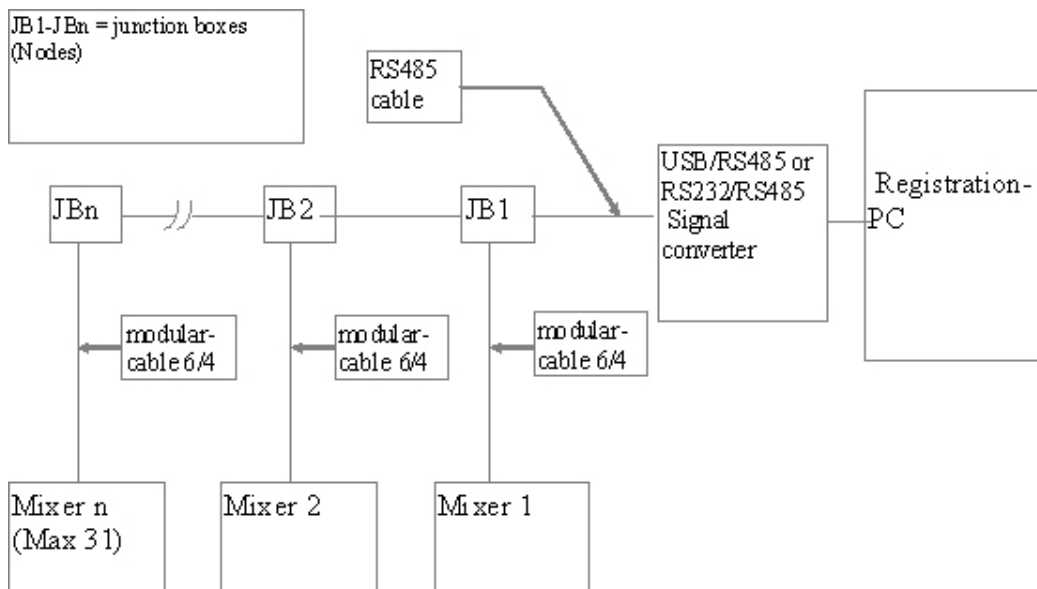 JB1-JBn = junction boxes
(Nodes)
RS485
cable
USB/RS485 or
RS232/RS485
Signal
converter
Registration-
PC
JBn
JB2
JB1
modular-
cable 6/4
modular-
cable 6/4
modular-
cable 6/4
Mixer n
(Max 31)
Mixer 2
Mixer 1